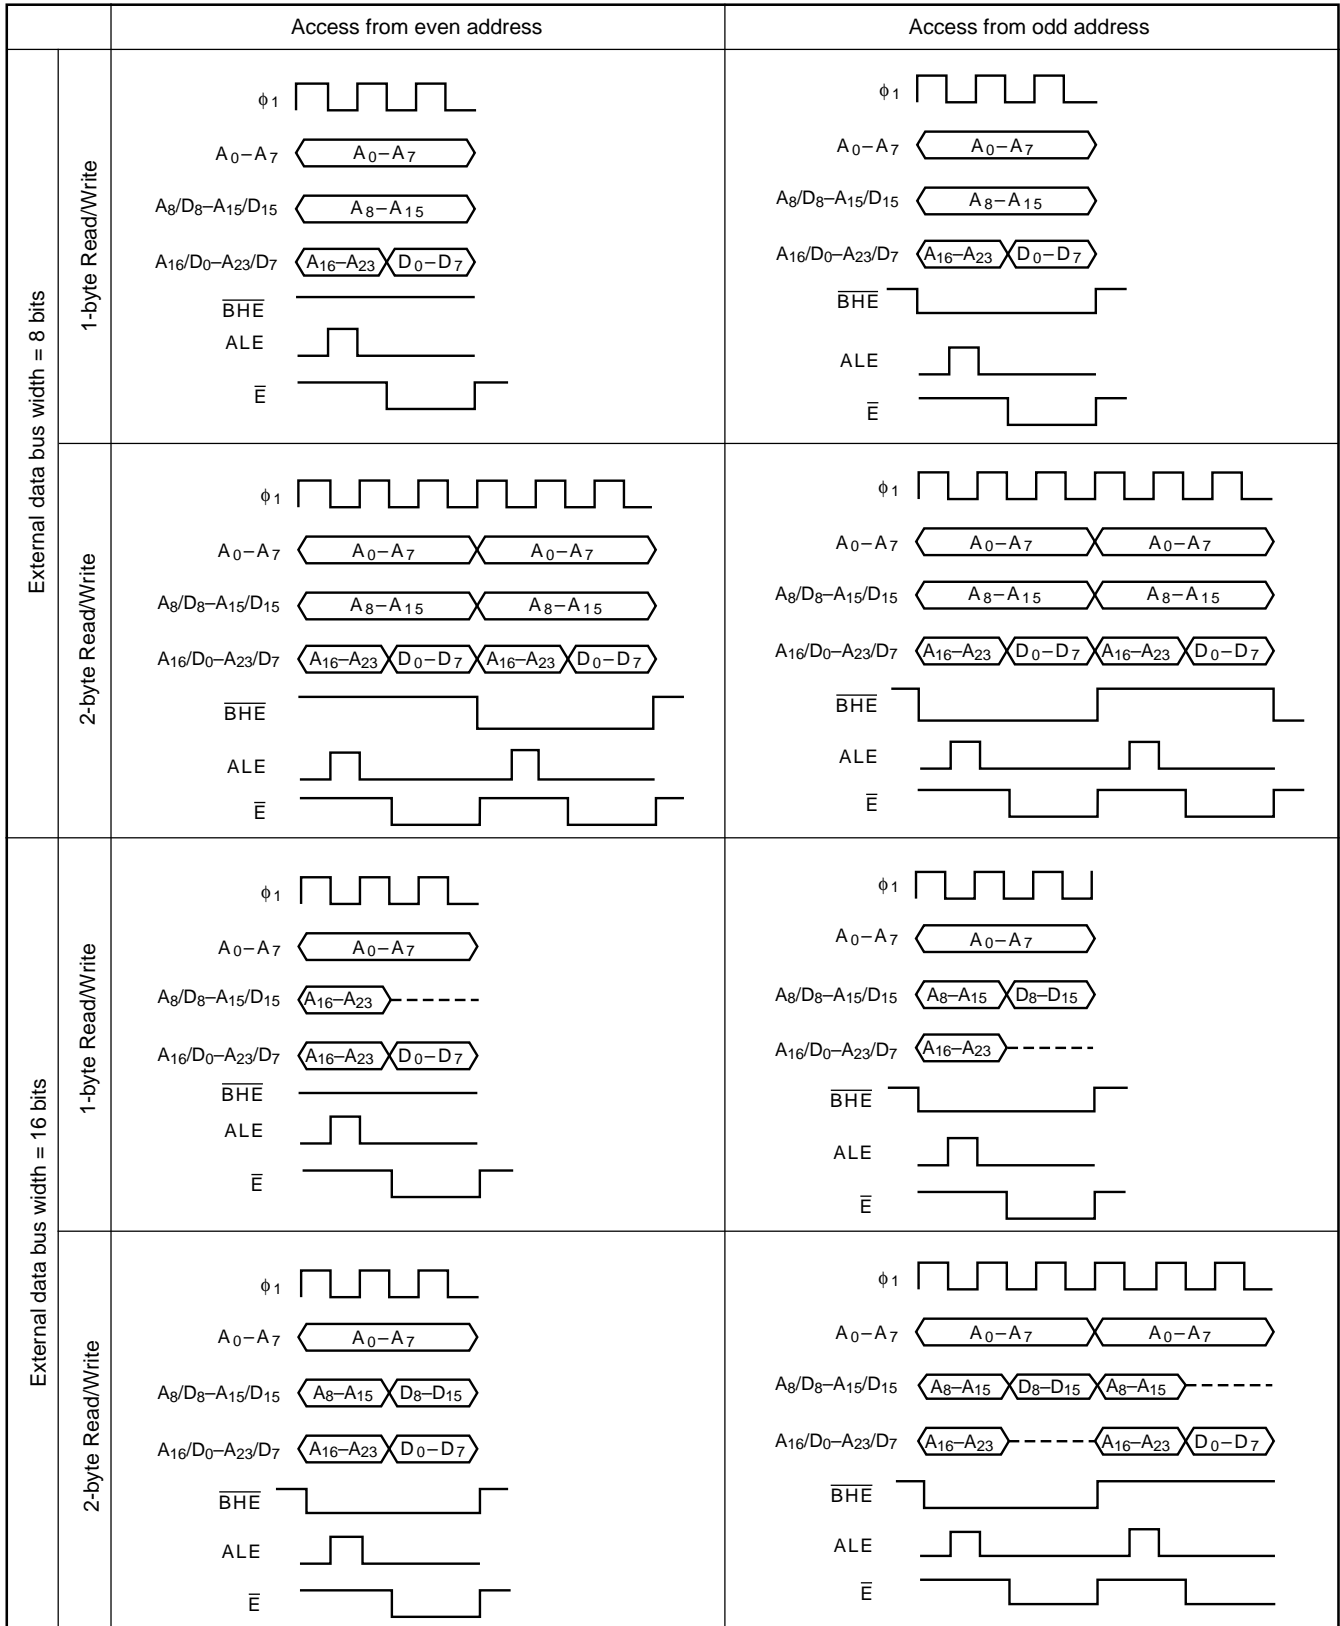 Access from even address
Access from odd address
External data bus width = 8 bits
1-byte Read/Write
ϕ1
A0–A7
A0–A7
A8/D8–A15/D15
A8–A15
A16/D0–A23/D7
A16–A23 D0–D7
BHE
ALE
E
ϕ1
A0–A7
A0–A7
A8/D8–A15/D15
A8–A15
A16/D0–A23/D7
A16–A23 D0–D7
BHE
ALE
E
2-byte Read/Write
ϕ1
A0–A7
A0–A7 A0–A7
A8/D8–A15/D15
A8–A15 A8–A15
A16/D0–A23/D7
A16–A23 D0–D7 A16–A23 D0–D7
BHE
ALE
E
ϕ1
A0–A7
A0–A7 A0–A7
A8/D8–A15/D15
A8–A15 A8–A15
A16/D0–A23/D7
A16–A23 D0–D7 A16–A23 D0–D7
BHE
ALE
E
External data bus width = 16 bits
1-byte Read/Write
ϕ1
A0–A7
A0–A7
A8/D8–A15/D15
A16–A23
A16/D0–A23/D7
A16–A23 D0–D7
BHE
ALE
E
ϕ1
A0–A7
A0–A7
A8/D8–A15/D15
A8–A15 D8–D15
A16/D0–A23/D7
A16–A23
BHE
ALE
E
2-byte Read/Write
ϕ1
A0–A7
A0–A7
A8/D8–A15/D15
A8–A15 D8–D15
A16/D0–A23/D7
A16–A23 D0–D7
BHE
ALE
E
ϕ1
A0–A7
A0–A7 A0–A7
A8/D8–A15/D15
A8–A15 D8–D15 A8–A15
A16/D0–A23/D7
A16–A23 A16–A23 D0–D7
BHE
ALE
E